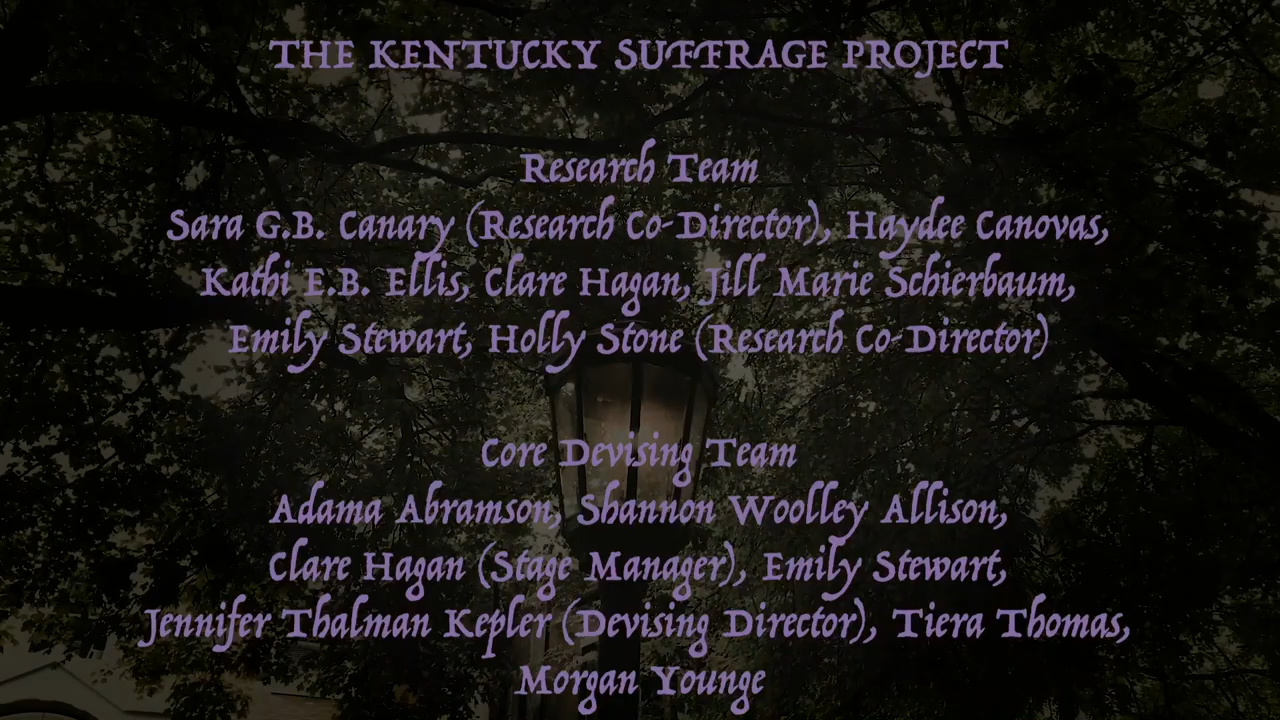 THE KENTUCKY SUFFRAGE PROJECT
Research Team
Sara G.B. Canary (Research Co-Director), Haydee Canovas,
Kathi E.B. Ellis, Clare Hagan, Jill Marie Schierbaum,
Emily Stewart, Holly Stone (Research Co-Director)
Core Devising Team
Adama Abramson, Shannon Woolley Allison,
Clare Hagan (Stage Manager), Emily Stewart,
Jennifer Thalman Kepler (Devising Director), Tiera Thomas,
Morgan Younge